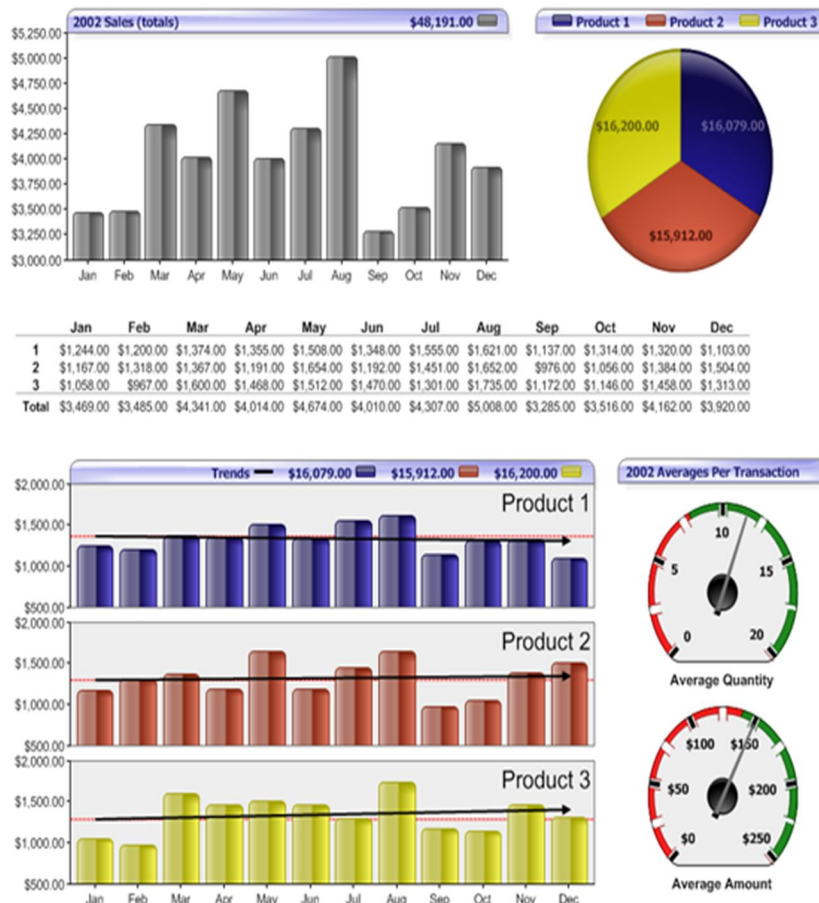 2002 Sales (totals) $48,191.00
Product 1 Product 2 Product 3
$5,250.00
$5,000.00
$4,750.00
$4,500.00
$4,250.00
$4,000.00
$3,750.00
$3,500.00
$3,250.00
$3,000.00
Jan Feb Mar Apr May Jun Jul Aug Sep Oct Nov Dec
$16,200.00 $16,079.00
$15,912.00
Jan Feb Mar Apr May Jun Jul Aug Sep Oct Nov Dec
1 $1,244.00 $1,200.00 $1,374.00 $1,355.00 $1,508.00 $1,348.00 $1,555.00 $1,621.00 $1,137.00 $1,314.00 $1,320.00 $1,103.00
2 $1,167.00 $1,318.00 $1,367.00 $1,191.00 $1,654.00 $1,192.00 $1,451.00 $1,652.00 $976.00 $1,056.00 $1,384.00 $1,504.00
3 $1,058.00 $967.00 $1,600.00 $1,468.00 $1,512.00 $1,470.00 $1,301.00 $1,735.00 $1,172.00 $1,146.00 $1,458.00 $1,313.00
Total $3,469.00 $3,485.00 $4,341.00 $4,014.00 $4,674.00 $4,010.00 $4,307.00 $5,008.00 $3,285.00 $3,516.00 $4,162.00 $3,920.00
Trends $16,079.00 $15,912.00 $16,200.00
$2,000.00
Product 1
$1,500.00
$1,000.00
$500.00
$2,000.00
Product 2
$1,500.00
$1,000.00
$500.00
$2,000.00
Product 3
$1,500.00
$1,000.00
$500.00
Jan Feb Mar Apr May Jun Jul Aug Sep Oct Nov Dec
2002 Averages Per Transaction
10
5 15
0 20
Average Quantity
$100 $150
$50 $200
$0 $250
Average Amount